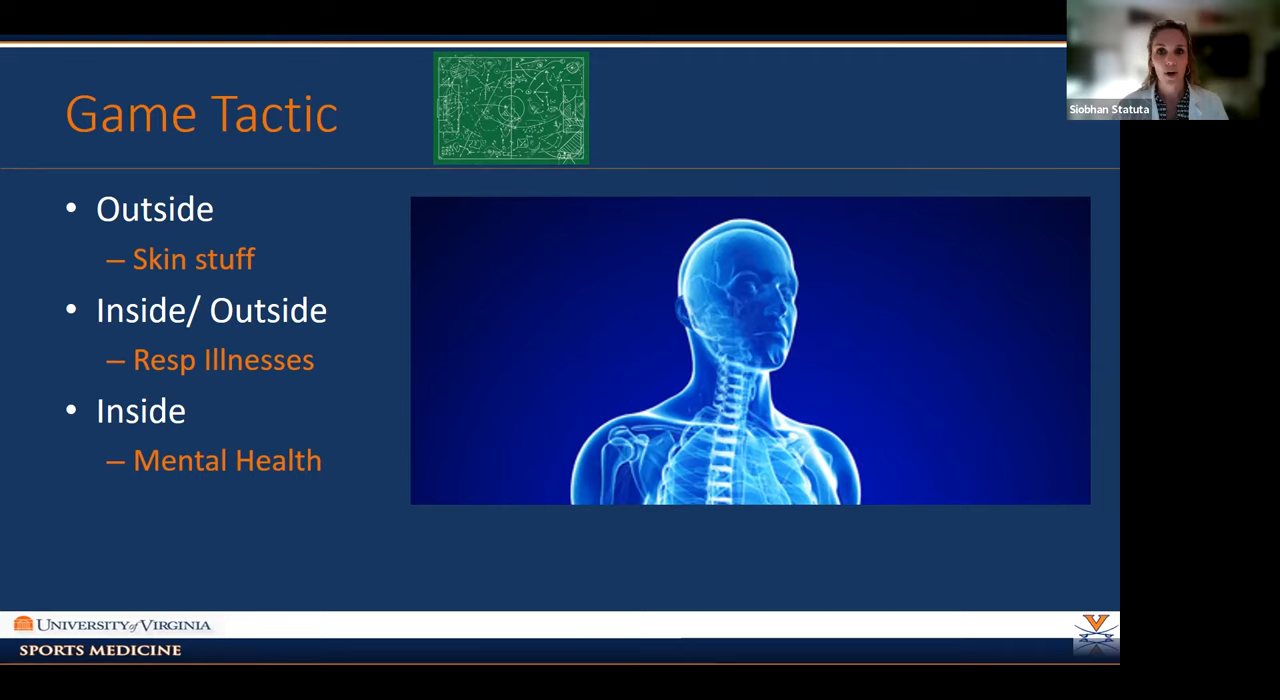 Game Tactic
Siobhan Statuta
• Outside
– Skin stuff
• Inside/ Outside
– Resp Illnesses
• Inside
– Mental Health
UNIVERSITY of VIRGINIA
SPORTS MEDICINE